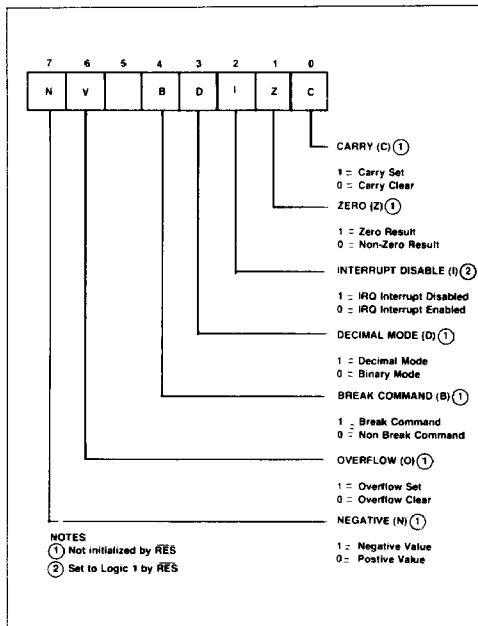 7 6 5 4 3 2 1 0
N V B D I Z C
CARRY (C) ①
1 = Carry Set
0 = Carry Clear
ZERO (Z) ①
1 = Zero Result
0 = Non-Zero Result
INTERRUPT DISABLE (I) ②
1 = IRQ Interrupt Disabled
0 = IRQ Interrupt Enabled
DECIMAL MODE (D) ①
1 = Decimal Mode
0 = Binary Mode
BREAK COMMAND (B) ①
1 = Break Command
0 = Non Break Command
OVERFLOW (O) ①
1 = Overflow Set
0 = Overflow Clear
NEGATIVE (N) ①
1 = Negative Value
0 = Postive Value
NOTES
① Not initialized by R̅E̅S̅
② Set to Logic 1 by R̅E̅S̅